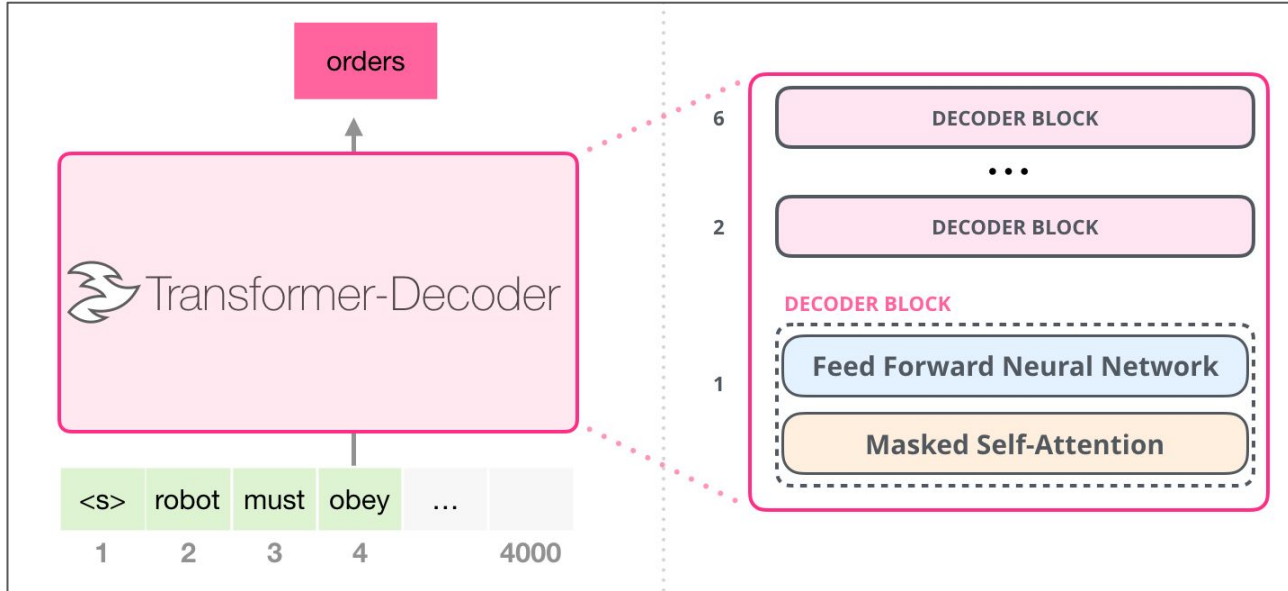 orders
Transformer-Decoder
<s> robot must obey ...
1 2 3 4 4000
6 DECODER BLOCK
...
2 DECODER BLOCK
DECODER BLOCK
1
Feed Forward Neural Network
Masked Self-Attention